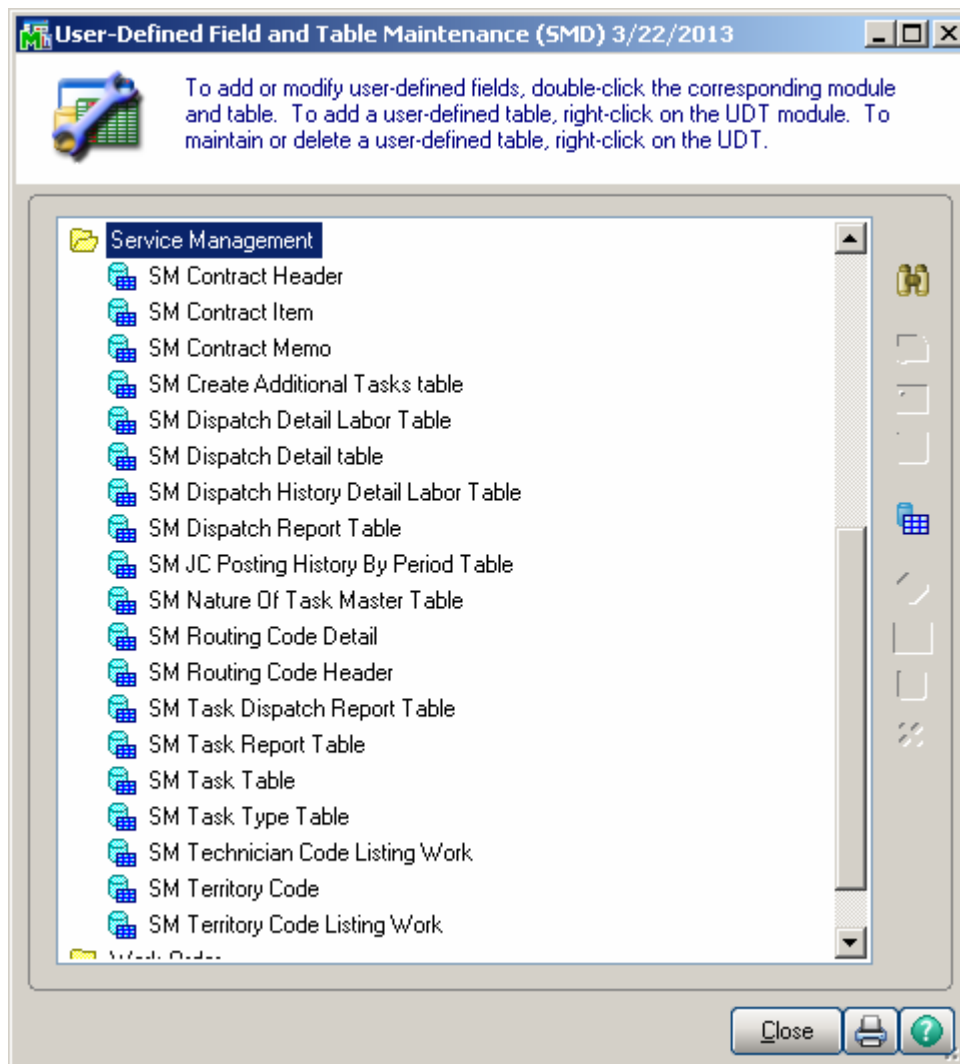 User-Defined Field and Table Maintenance (SMD) 3/22/2013
To add or modify user-defined fields, double-click the corresponding module
and table. To add a user-defined table, right-click on the UDT module. To
maintain or delete a user-defined table, right-click on the UDT.
Service Management
SM Contract Header
SM Contract Item
SM Contract Memo
SM Create Additional Tasks table
SM Dispatch Detail Labor Table
SM Dispatch Detail table
SM Dispatch History Detail Labor Table
SM Dispatch Report Table
SM JC Posting History By Period Table
SM Nature Of Task Master Table
SM Routing Code Detail
SM Routing Code Header
SM Task Dispatch Report Table
SM Task Report Table
SM Task Table
SM Task Type Table
SM Technician Code Listing Work
SM Territory Code
SM Territory Code Listing Work
Work Order
Close